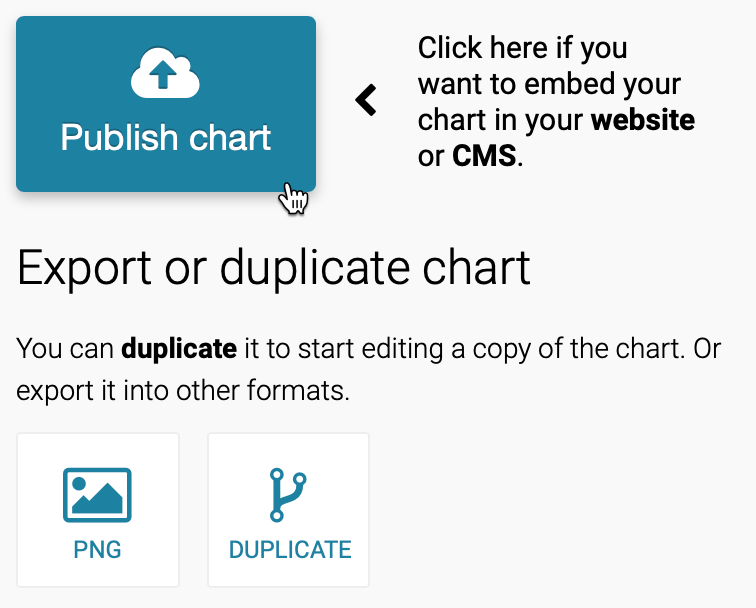 Publish chart
Click here if you
want to embed your
chart in your website
or CMS.
Export or duplicate chart
You can duplicate it to start editing a copy of the chart. Or
export it into other formats.
PNG
DUPLICATE